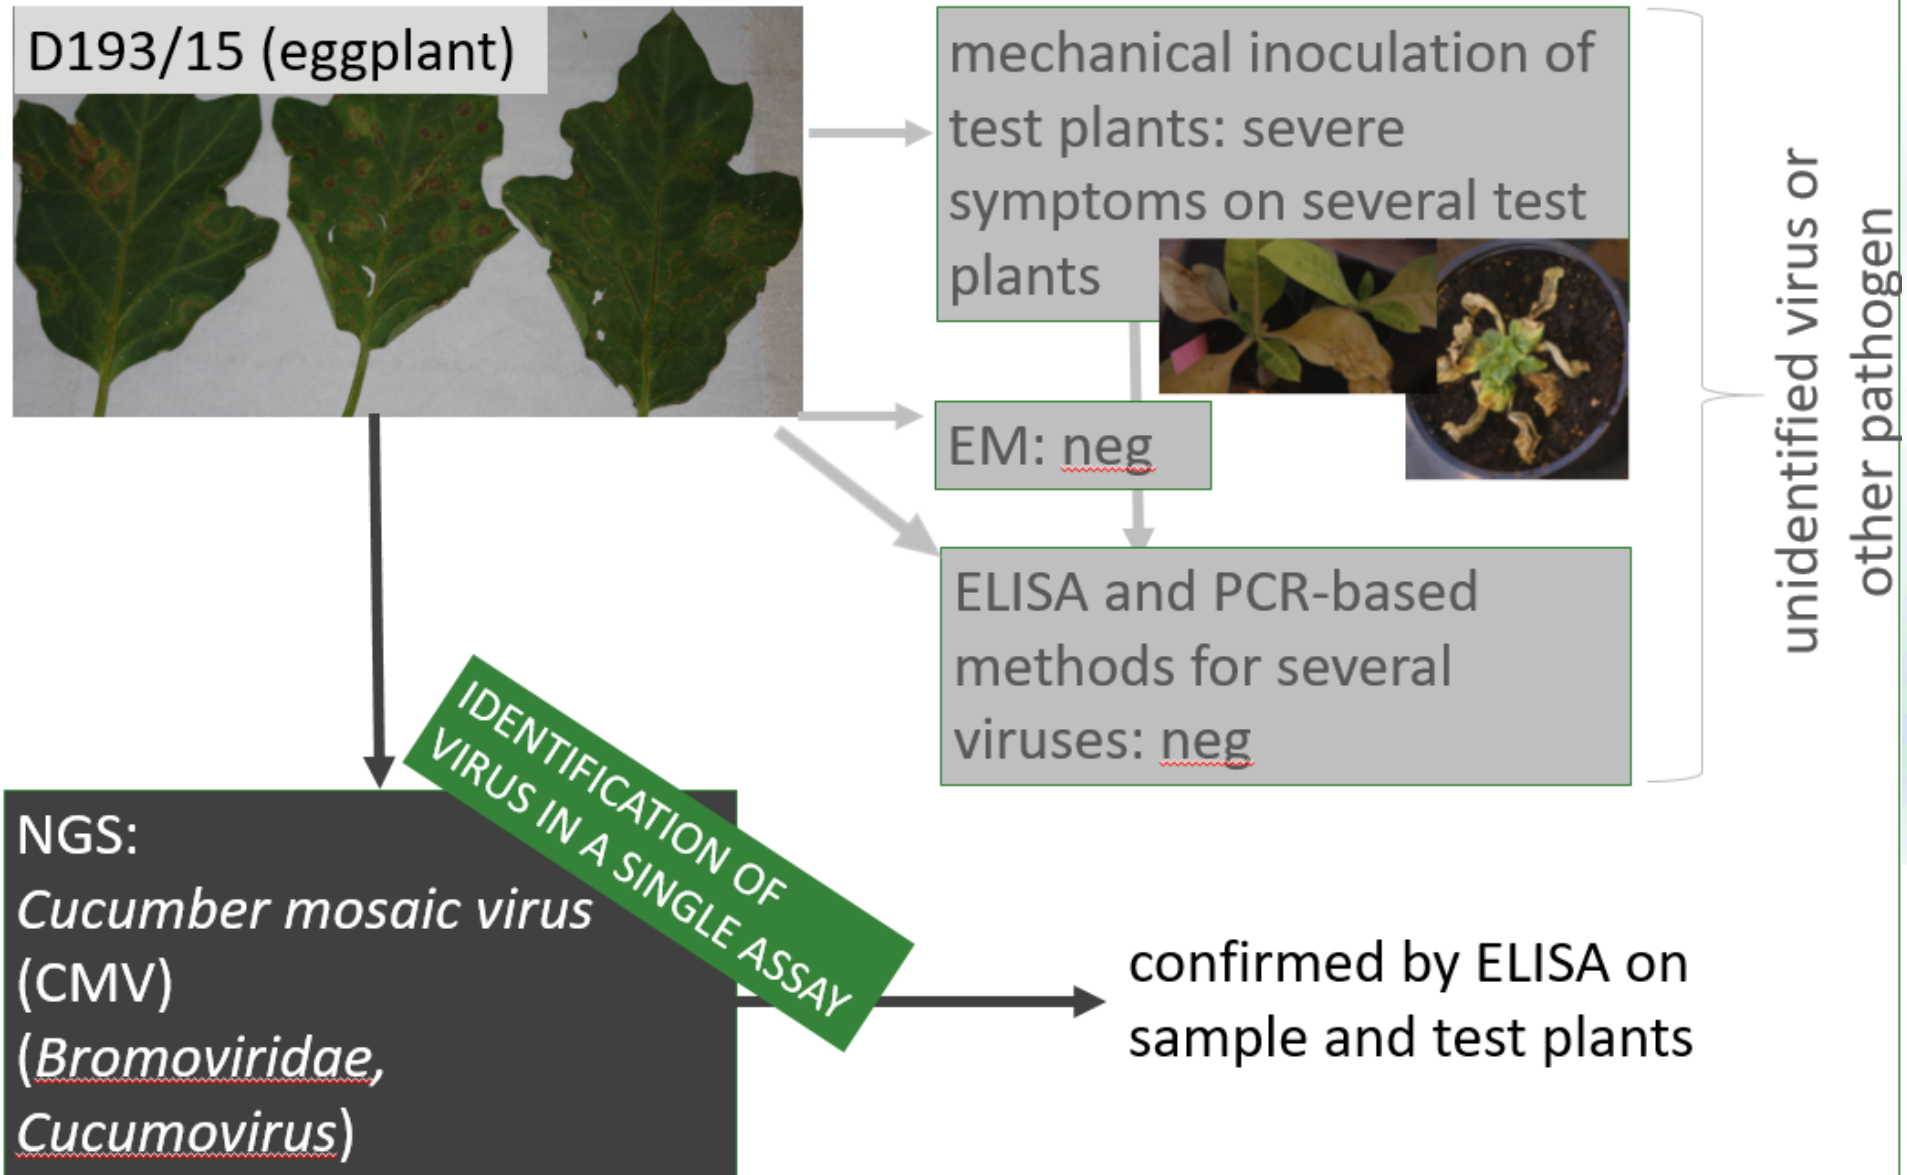 D193/15 (eggplant)
mechanical inoculation of
test plants: severe
symptoms on several test
plants
EM: neg
ELISA and PCR-based
methods for several
viruses: neg
unidentified virus or
other pathogen
IDENTIFICATION OF
VIRUS IN A SINGLE ASSAY
NGS:
Cucumber mosaic virus
(CMV)
(Bromoviridae,
Cucumovirus)
confirmed by ELISA on
sample and test plants